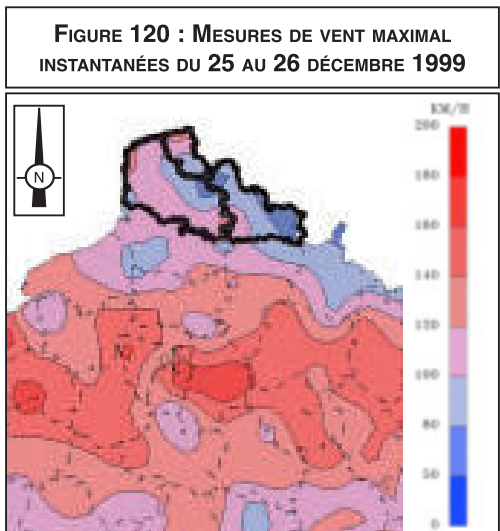 FIGURE 120 : MESURES DE VENT MAXIMAL
INSTANTANÉES DU 25 AU 26 DÉCEMBRE 1999
KM/H
200
180
160
140
120
100
80
50
0
N